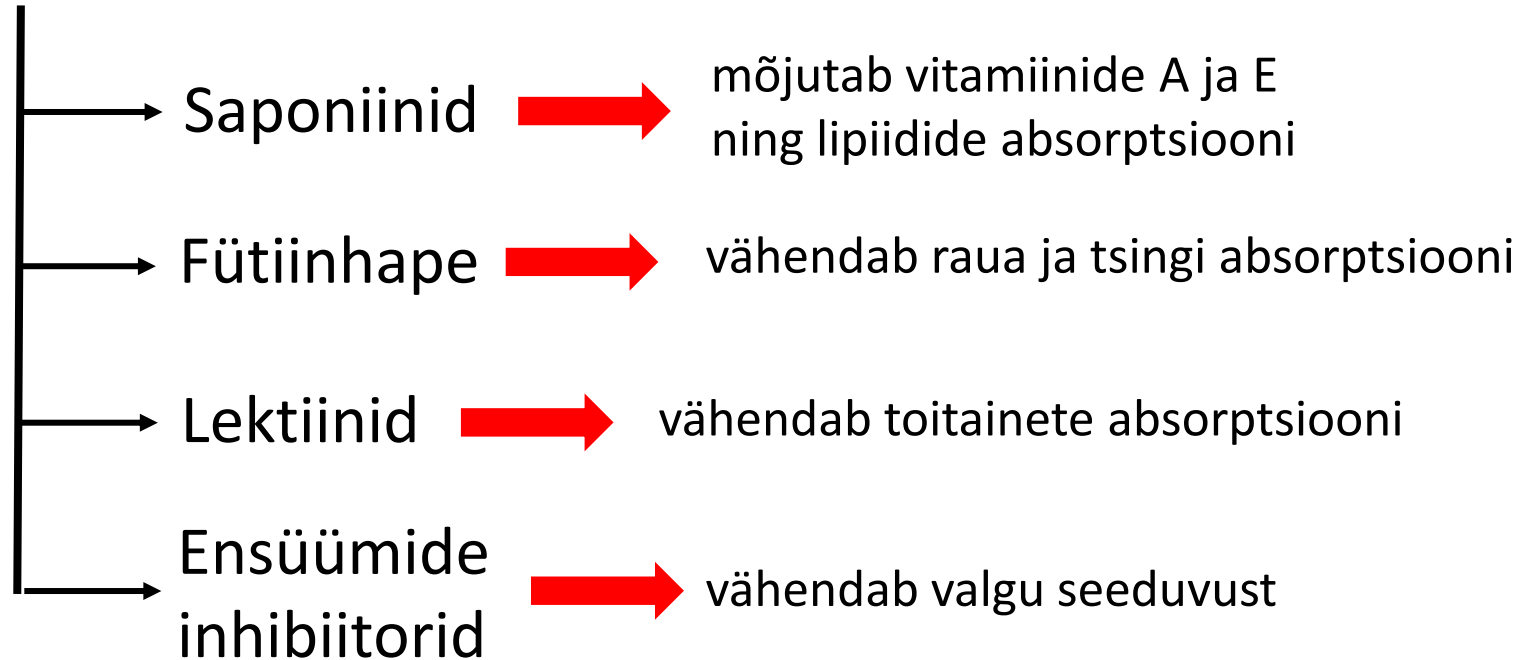 Saponiinid
mõjutab vitamiinide A ja E
ning lipiidide absorptsiooni
Fütiinhape
vähendab raua ja tsingi absorptsiooni
Lektiinid
vähendab toitainete absorptsiooni
Ensüümide
inhibiitorid
vähendab valgu seeduvust